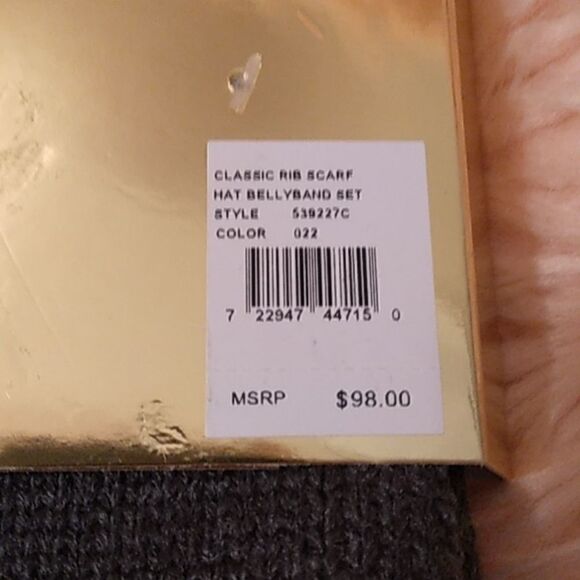 CLASSIC RIB SCARF
HAT BELLYBAND SET
STYLE 539227C
COLOR 022
7 22947 44715 0
MSRP $98.00